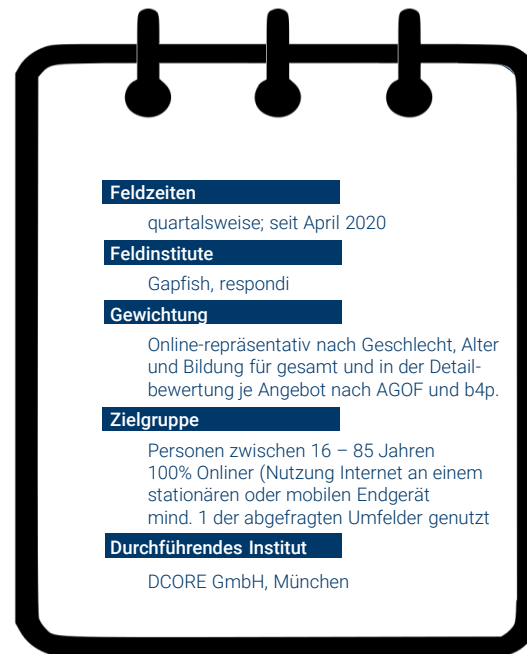 Feldzeiten
quartalsweise; seit April 2020
Feldinstitute
Gapfish, respondi
Gewichtung
Online-repräsentativ nach Geschlecht, Alter
und Bildung für gesamt und in der Detail-
bewertung je Angebot nach AGOF und b4p.
Zielgruppe
Personen zwischen 16 – 85 Jahren
100% Onliner (Nutzung Internet an einem
stationären oder mobilen Endgerät
mind. 1 der abgefragten Umfelder genutzt
Durchführendes Institut
DCORE GmbH, München